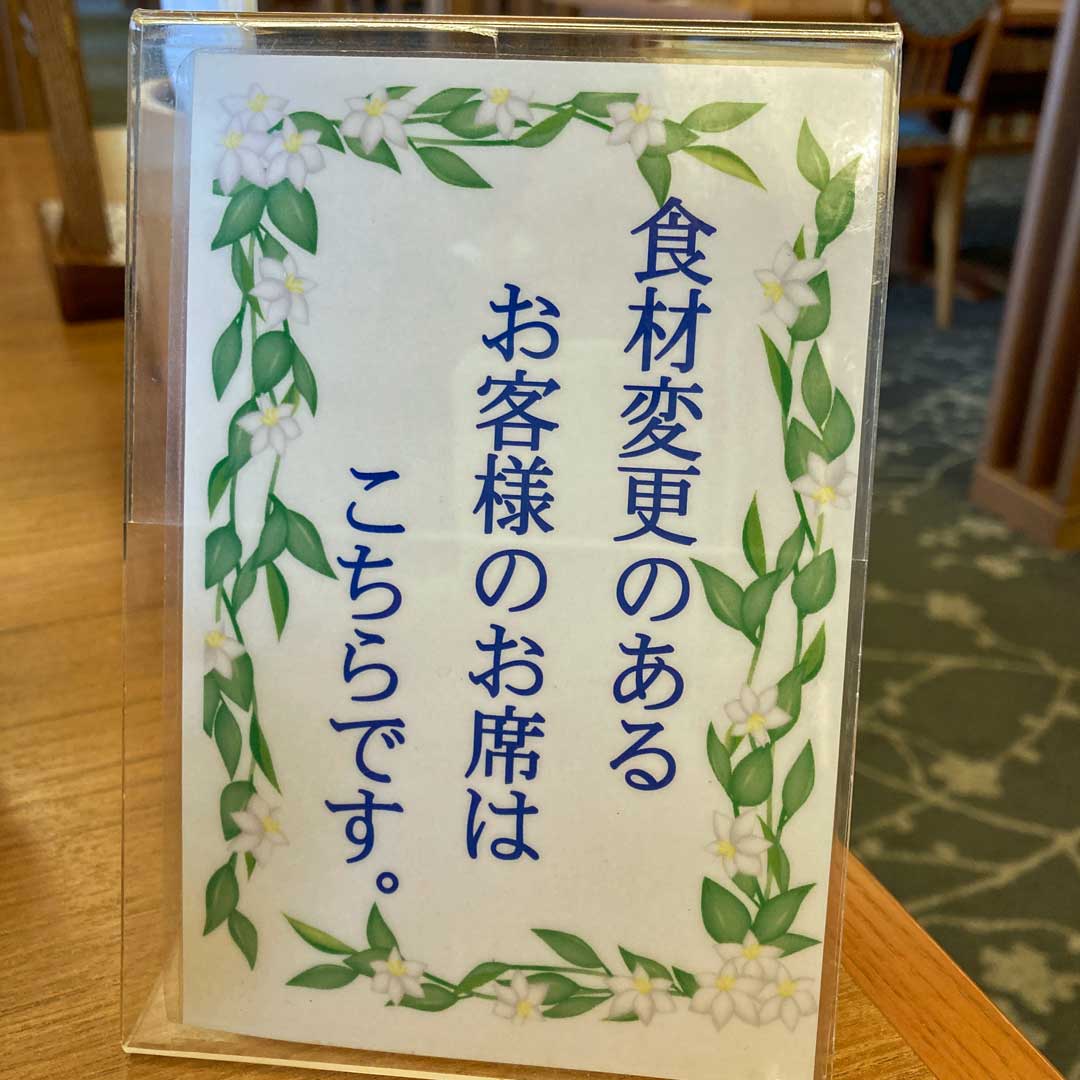 食材変更のある
お客様のお席は
こちらです。